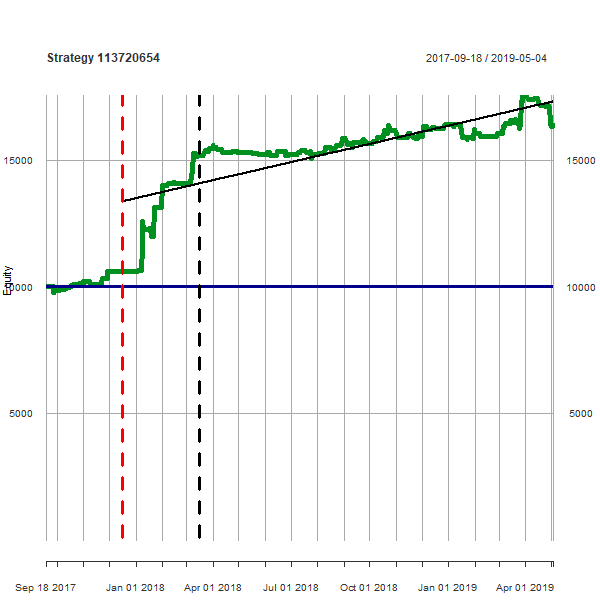 Strategy 113720654
2017-09-18 / 2019-05-04
15000
15000
Equity
10000
10000
5000
5000
Sep 18 2017
Jan 01 2018
Apr 01 2018
Jul 01 2018
Oct 01 2018
Jan 01 2019
Apr 01 2019